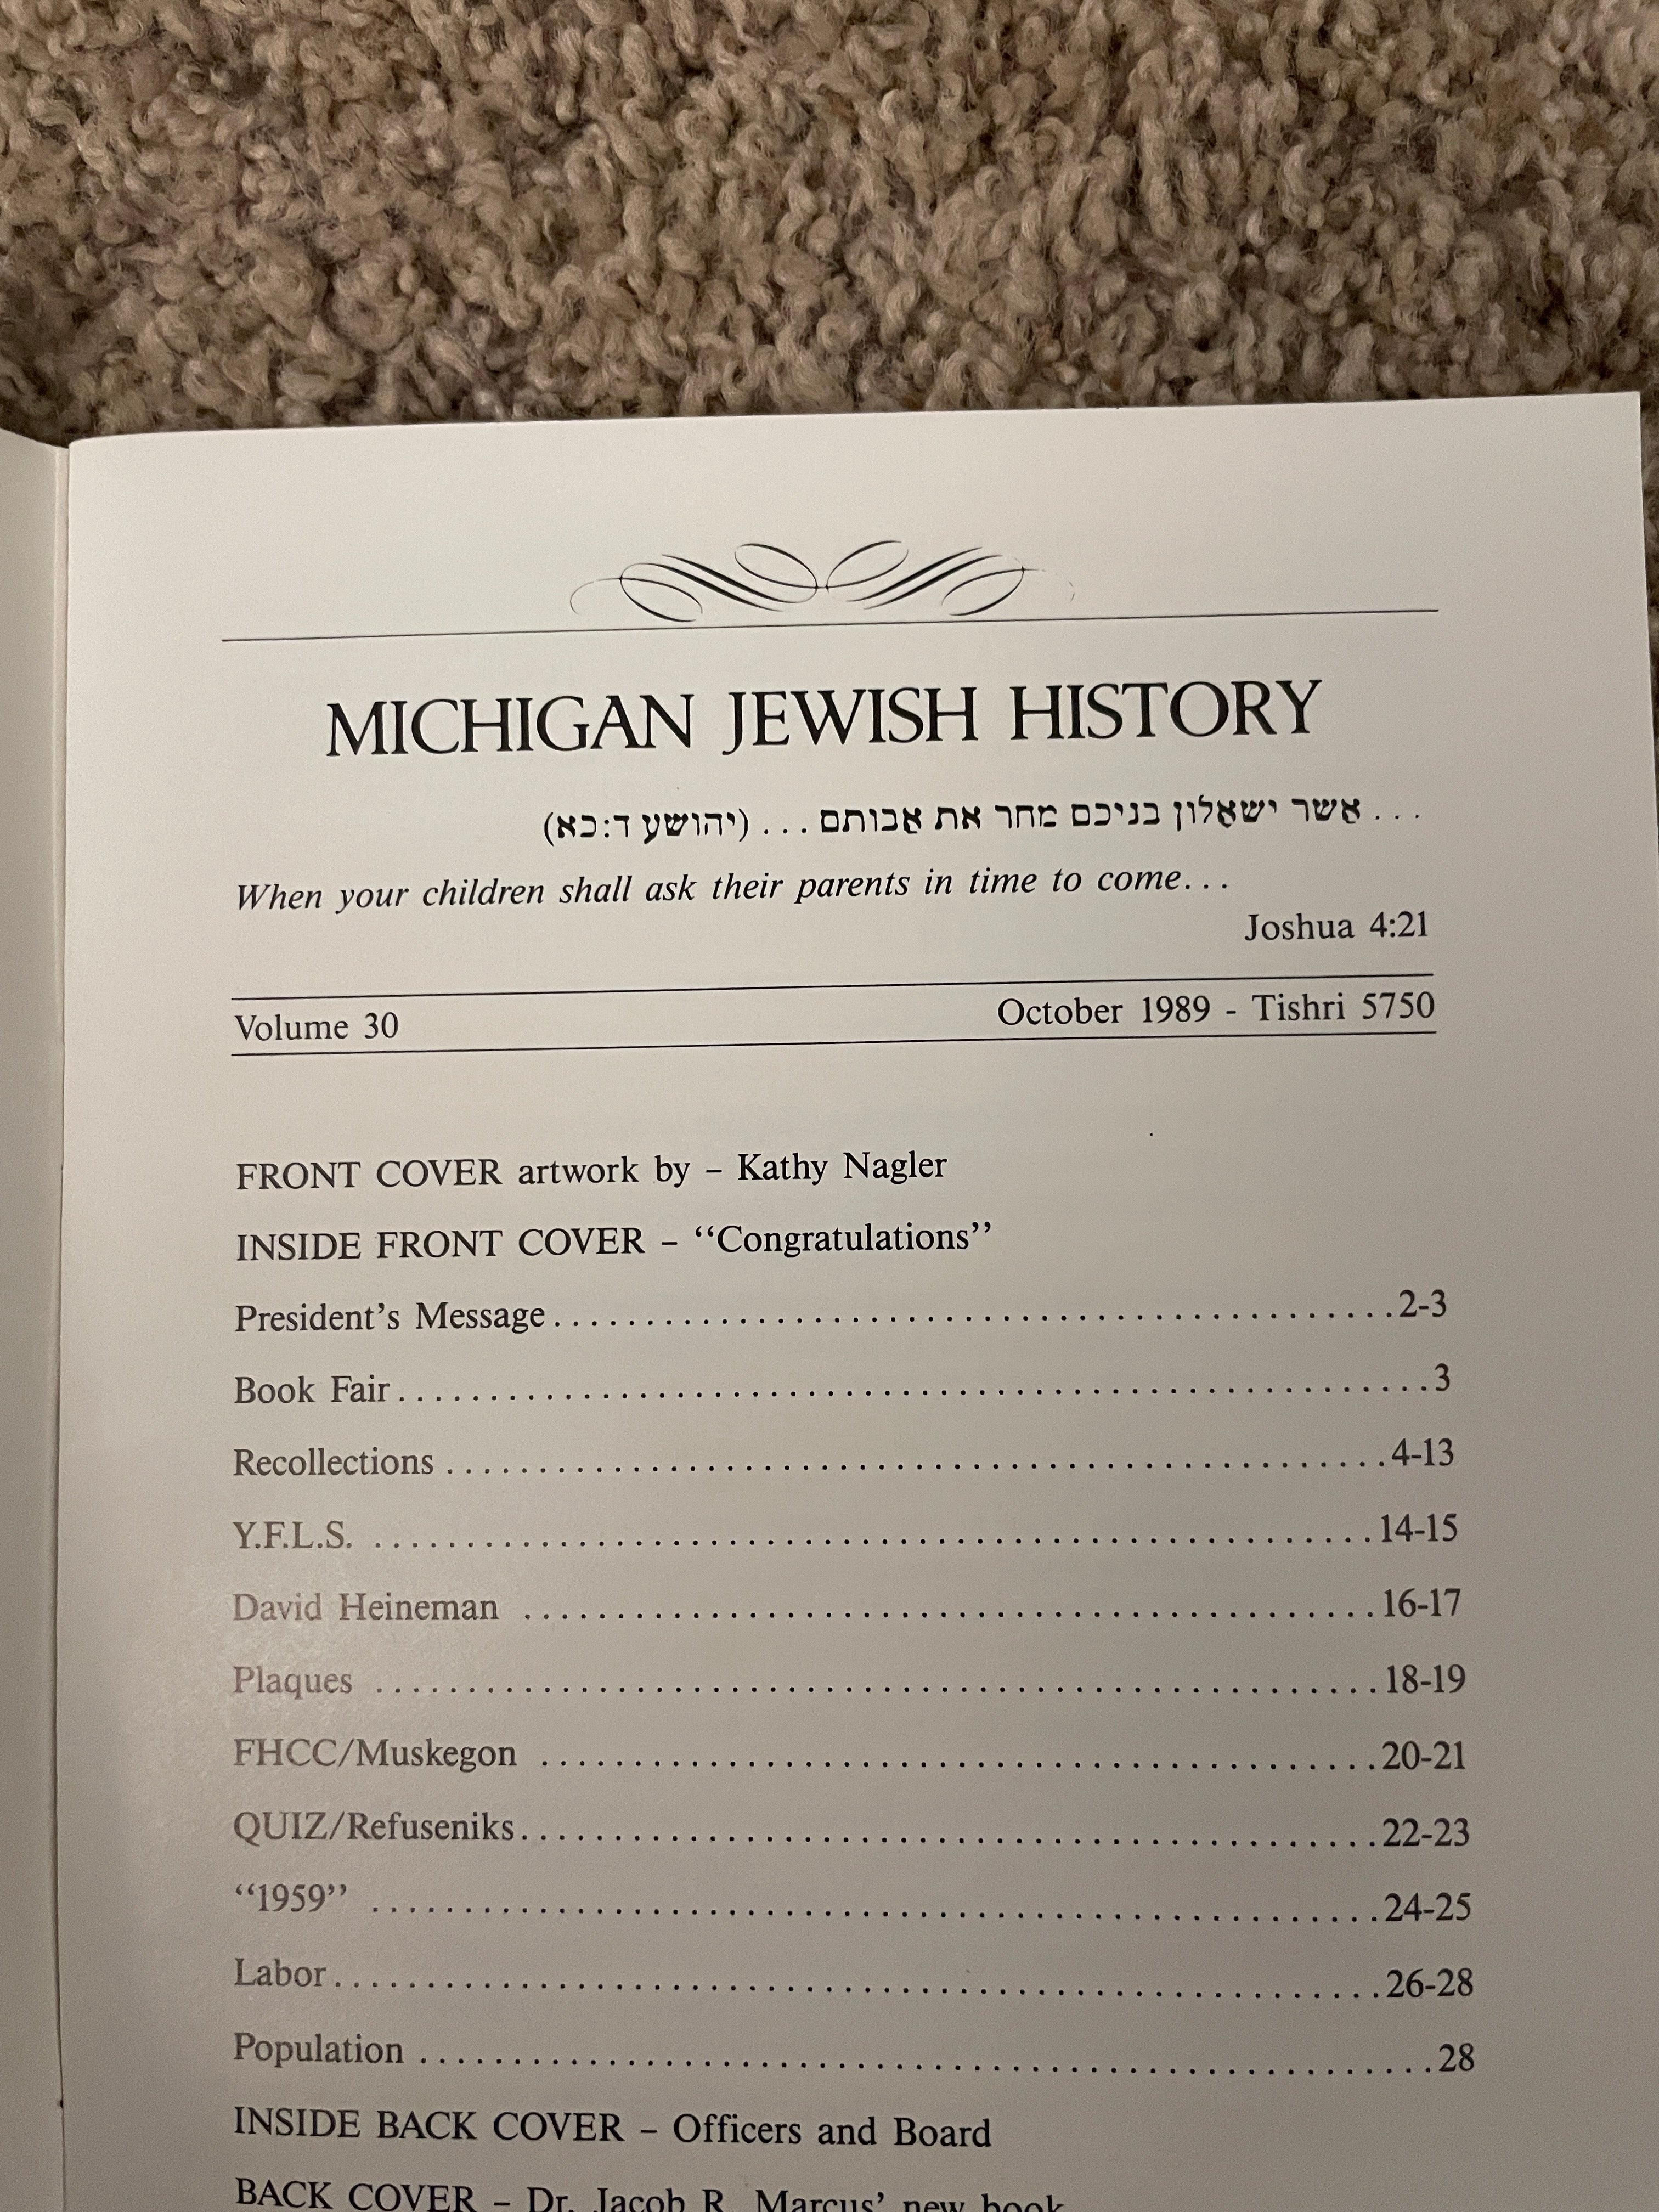 MICHIGAN JEWISH HISTORY
. . . אשר ישאלון בניכם מחר את אבותם . . . (יהושע ד:כא)
When your children shall ask their parents in time to come. . .
Joshua 4:21
Volume 30 October 1989 - Tishri 5750
FRONT COVER artwork by – Kathy Nagler
INSIDE FRONT COVER – ‘‘Congratulations’’
President’s Message . . . . . . . . . . 2-3
Book Fair . . . . . . . . . . 3
Recollections . . . . . . . . . . 4-13
Y.F.L.S. . . . . . . . . . . 14-15
David Heineman . . . . . . . . . . 16-17
Plaques . . . . . . . . . . 18-19
FHCC/Muskegon . . . . . . . . . . 20-21
QUIZ/Refuseniks . . . . . . . . . . 22-23
‘‘1959’’ . . . . . . . . . . 24-25
Labor . . . . . . . . . . 26-28
Population . . . . . . . . . . 28
INSIDE BACK COVER – Officers and Board
BACK COVER – Dr. Jacob R. Marcus’ new book